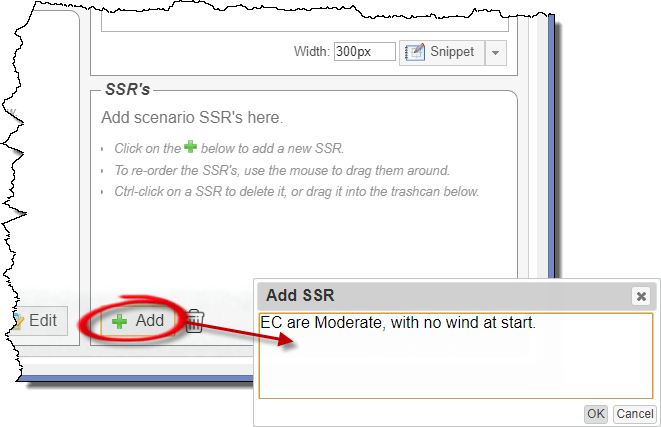 Width: 300px Snippet
SSR's
Add scenario SSR's here.
Click on the below to add a new SSR.
To re-order the SSR's, use the mouse to drag them around.
Ctrl-click on a SSR to delete it, or drag it into the trashcan below.
Edit
Add
Add SSR
EC are Moderate, with no wind at start.
OK Cancel